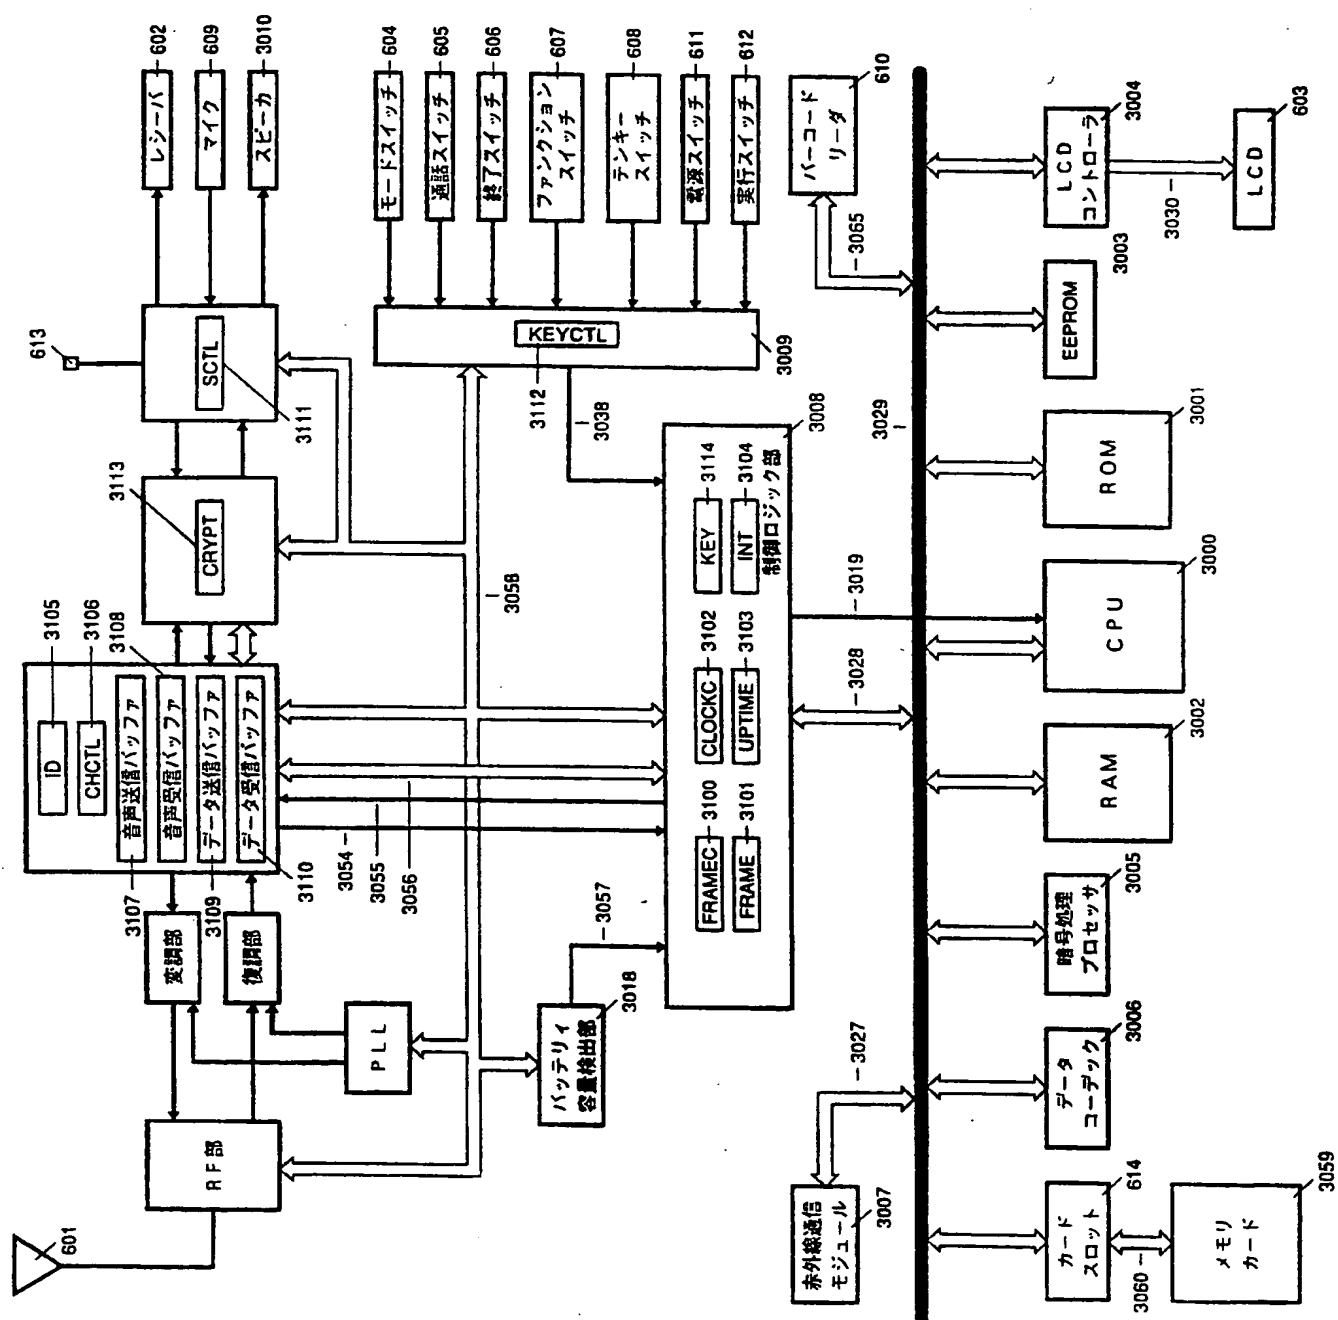 601
RF部
変調部
復調部
PLL
ID
3105
CHCTL
3106
音声送信バッファ
3107
音声受信バッファ
3108
データ送信バッファ
3109
データ受信バッファ
3110
CRYPT
3113
SCTL
3111
613
レシーバ
602
マイク
609
スピーカ
3010
モードスイッチ
604
通話スイッチ
605
終了スイッチ
606
ファンクション
スイッチ
607
テンキー
スイッチ
608
電源スイッチ
611
実行スイッチ
612
KEYCTL
3112
3009
3038
3058
3054
3055
3056
3057
バッテリィ
容量検出部
3018
FRAMEC
3100
CLOCKC
3102
KEY
3114
FRAME
3101
UPTIME
3103
INT
3104
制御ロジック部
3008
3028
3019
3029
赤外線通信
モジュール
3007
3027
バーコード
リーダ
610
3065
カード
スロット
614
3060
メモリ
カード
3059
データ
コーデック
3006
暗号処理
プロセッサ
3005
RAM
3002
CPU
3000
ROM
3001
EEPROM
3003
LCD
コントローラ
3004
3030
LCD
603